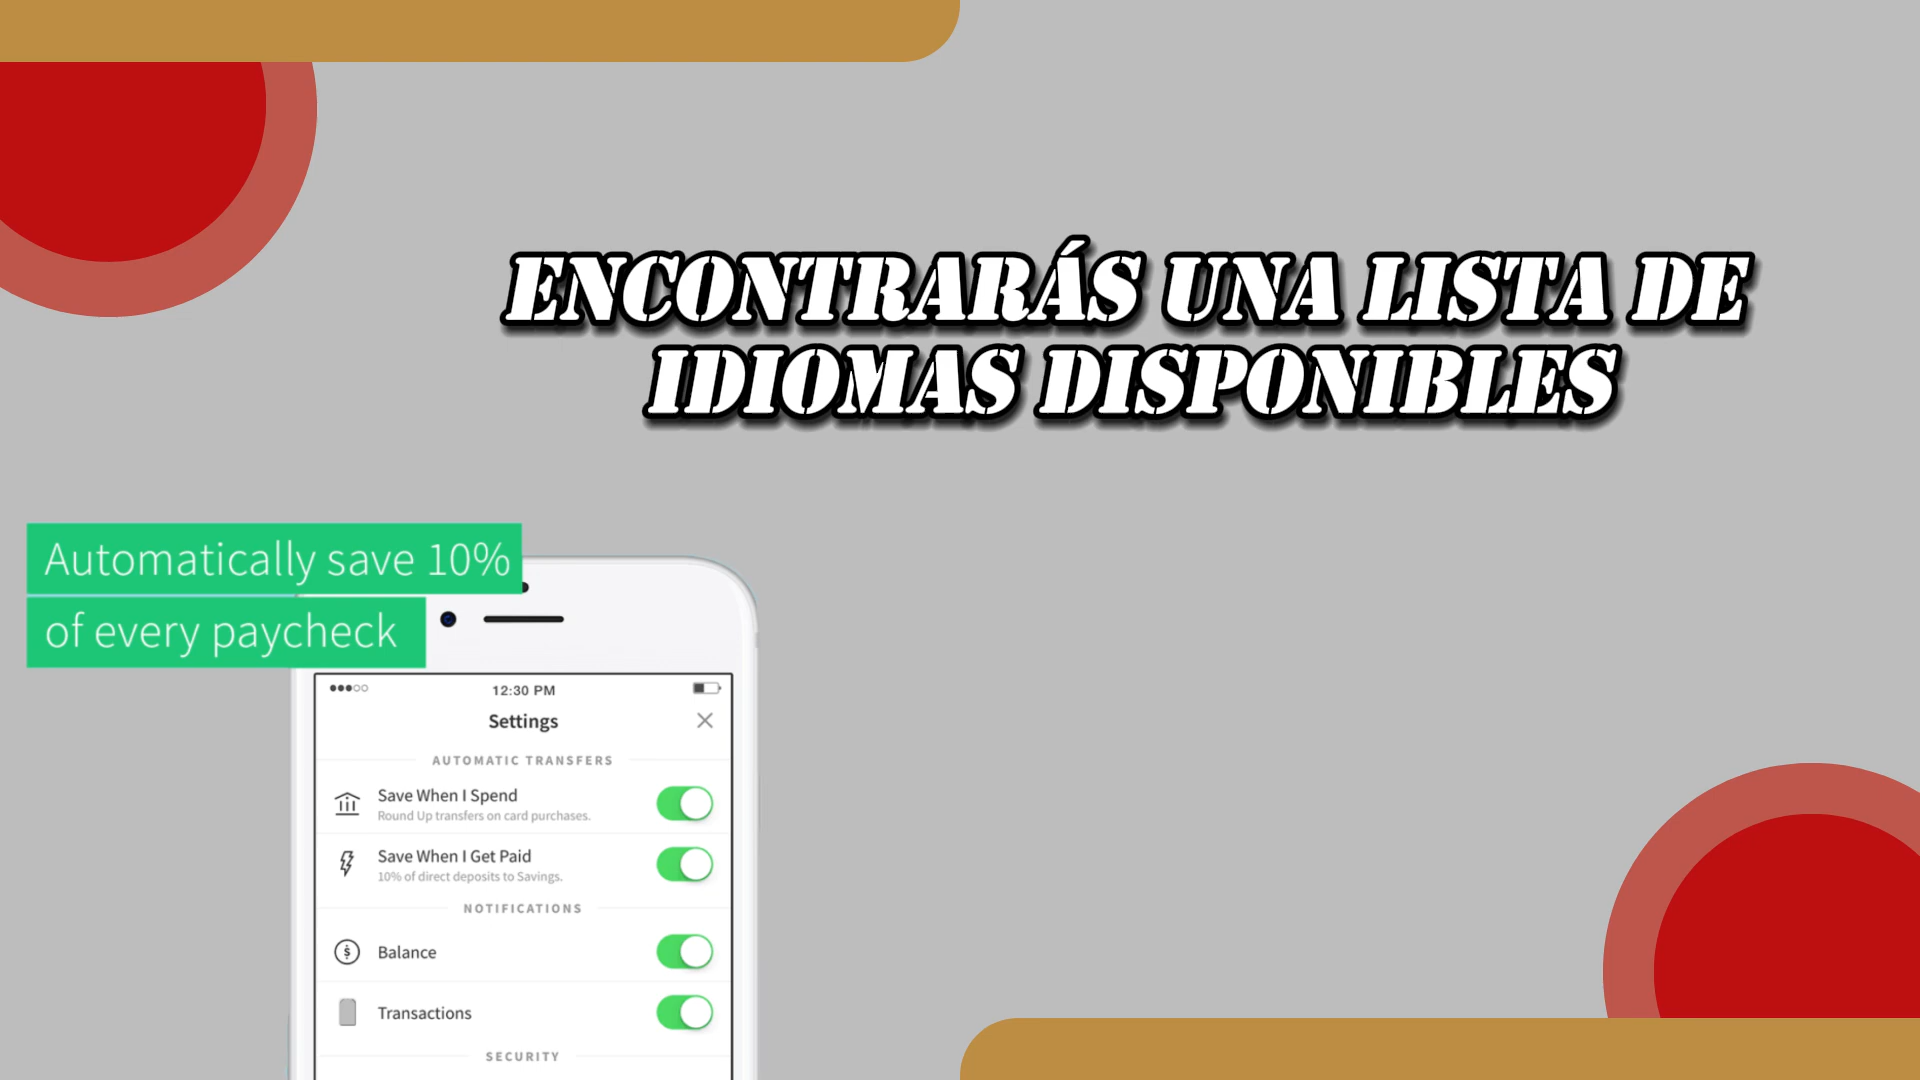 ENCONTRARÁS UNA LISTA DE
IDIOMAS DISPONIBLES
Automatically save 10%
of every paycheck
12:30 PM
Settings
AUTOMATIC TRANSFERS
Save When I Spend
Round Up transfers on card purchases.
Save When I Get Paid
10% of direct deposits to Savings.
NOTIFICATIONS
Balance
Transactions
SECURITY